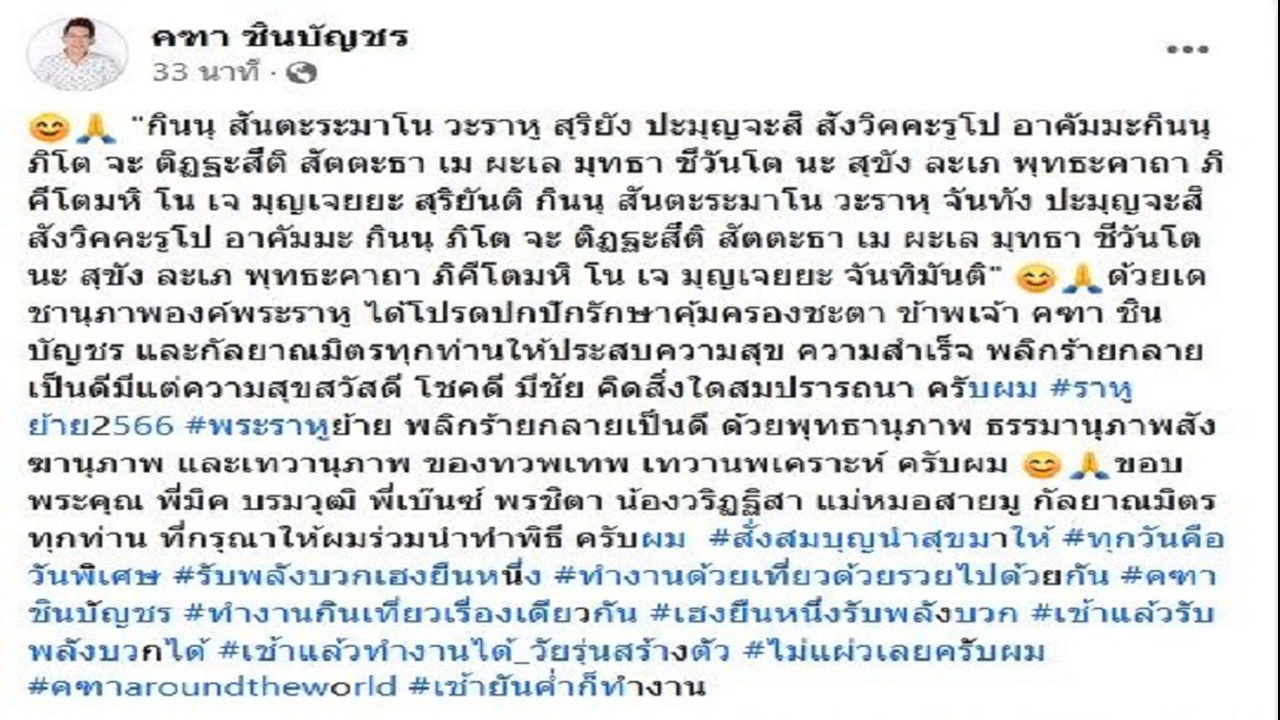 คฑา ชินบัญชร
33 นาที ·
😊🙏 "กินนุ สันตะระมาโน วะราหู สุริยัง ปะมุญจะสิ สังวิคคะรูโป อาคัมมะกินนุ
ภิโต จะ ติฏฐะสีติ สัตตะธา เม ผะเล มุทธา ชีวันโต นะ สุขัง ละเภ พุทธะคาถา ภิ
คีโตมหิ โน เจ มุญเจยยะ สุริยันติ กินนุ สันตะระมาโน วะราหุ จันทัง ปะมุญจะสิ
สังวิคคะรูโป อาคัมมะ กินนุ ภิโต จะ ติฏฐะสีติ สัตตะธา เม ผะเล มุทธา ชีวันโต
นะ สุขัง ละเภ พุทธะคาถา ภิคีโตมหิ โน เจ มุญเจยยะ จันทิมันติ" 😊🙏ด้วยเด
ชานุภาพองค์พระราหู ได้โปรดปกปักรักษาคุ้มครองชะตา ข้าพเจ้า คฑา ชิน
บัญชร และกัลยาณมิตรทุกท่านให้ประสบความสุข ความสำเร็จ พลิกร้ายกลาย
เป็นดีมีแต่ความสุขสวัสดี โชคดี มีชัย คิดสิ่งใดสมปรารถนา ครับผม #ราหู
ย้าย2566 #พระราหูย้าย พลิกร้ายกลายเป็นดี ด้วยพุทธานุภาพ ธรรมานุภาพสัง
ฆานุภาพ และเทวานุภาพ ของทวพเทพ เทวานพเคราะห์ ครับผม 😊🙏ขอบ
พระคุณ พี่มิค บรมวุฒิ พี่เบ๊นซ์ พรชิตา น้องวริฏฐิสา แม่หมอสายมู กัลยาณมิตร
ทุกท่าน ที่กรุณาให้ผมร่วมนำทำพิธี ครับผม #สั่งสมบุญนำสุขมาให้ #ทุกวันคือ
วันพิเศษ #รับพลังบวกเฮงยืนหนึ่ง #ทำงานด้วยเที่ยวด้วยรวยไปด้วยกัน #คฑา
ชินบัญชร #ทำงานกินเที่ยวเรื่องเดียวกัน #เฮงยืนหนึ่งรับพลังบวก #เช้าแล้วรับ
พลังบวกได้ #เช้าแล้วทำงานได้_วัยรุ่นสร้างตัว #ไม่แผ่วเลยครับผม
#คฑาaroundtheworld #เช้ายันค่ำก็ทำงาน